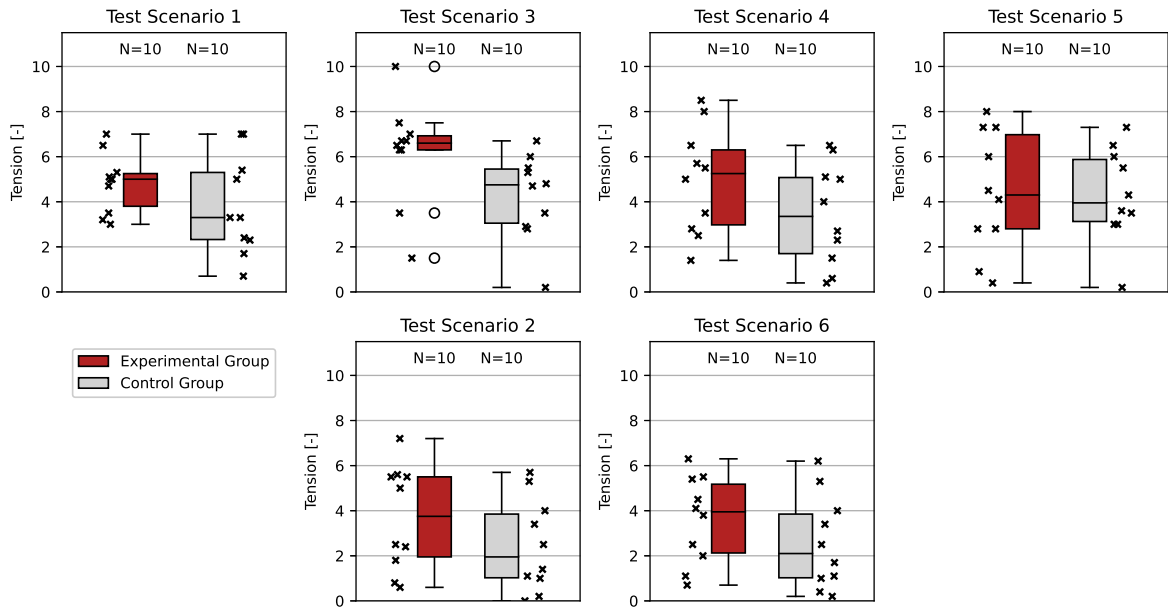 Test Scenario 1
Test Scenario 3
Test Scenario 4
Test Scenario 5
N=10 N=10
N=10 N=10
N=10 N=10
N=10 N=10
Tension [-]
10
8
6
4
2
0
Tension [-]
10
8
6
4
2
0
Tension [-]
10
8
6
4
2
0
Tension [-]
10
8
6
4
2
0
Experimental Group
Control Group
Test Scenario 2
Test Scenario 6
N=10 N=10
N=10 N=10
Tension [-]
10
8
6
4
2
0
Tension [-]
10
8
6
4
2
0